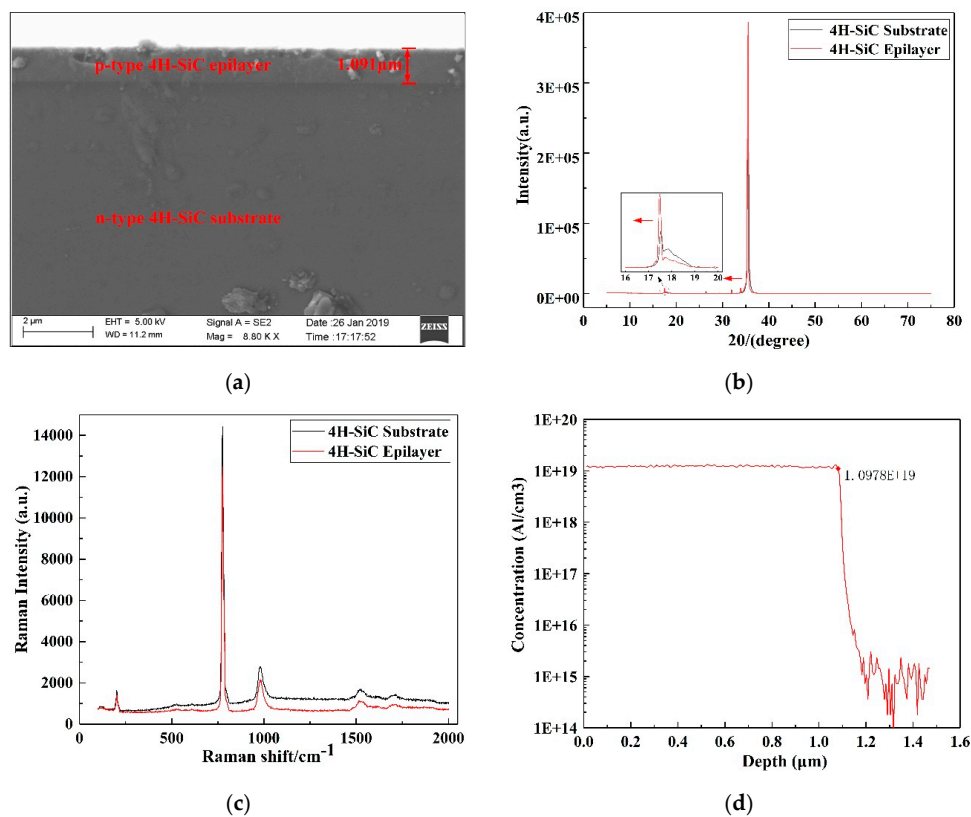 p-type 4H-SiC epilayer
1.091μm
n-type 4H-SiC substrate
2 μm
EHT = 5.00 kV
WD = 11.2 mm
Signal A = SE2
Mag = 8.80 K X
Date :26 Jan 2019
Time :17:17:52
ZEISS
(a)
4E+05
3E+05
2E+05
1E+05
0E+00
Intensity(a.u.)
4H-SiC Substrate
4H-SiC Epilayer
16 17 18 19 20
0 10 20 30 40 50 60 70 80
2θ/(degree)
(b)
14000
12000
10000
8000
6000
4000
2000
0
Raman Intensity (a.u.)
4H-SiC Substrate
4H-SiC Epilayer
0 500 1000 1500 2000
Raman shift/cm-1
(c)
1E+20
1E+19
1E+18
1E+17
1E+16
1E+15
1E+14
Concentration (Al/cm3)
1.0978E+19
0.0 0.2 0.4 0.6 0.8 1.0 1.2 1.4 1.6
Depth (μm)
(d)